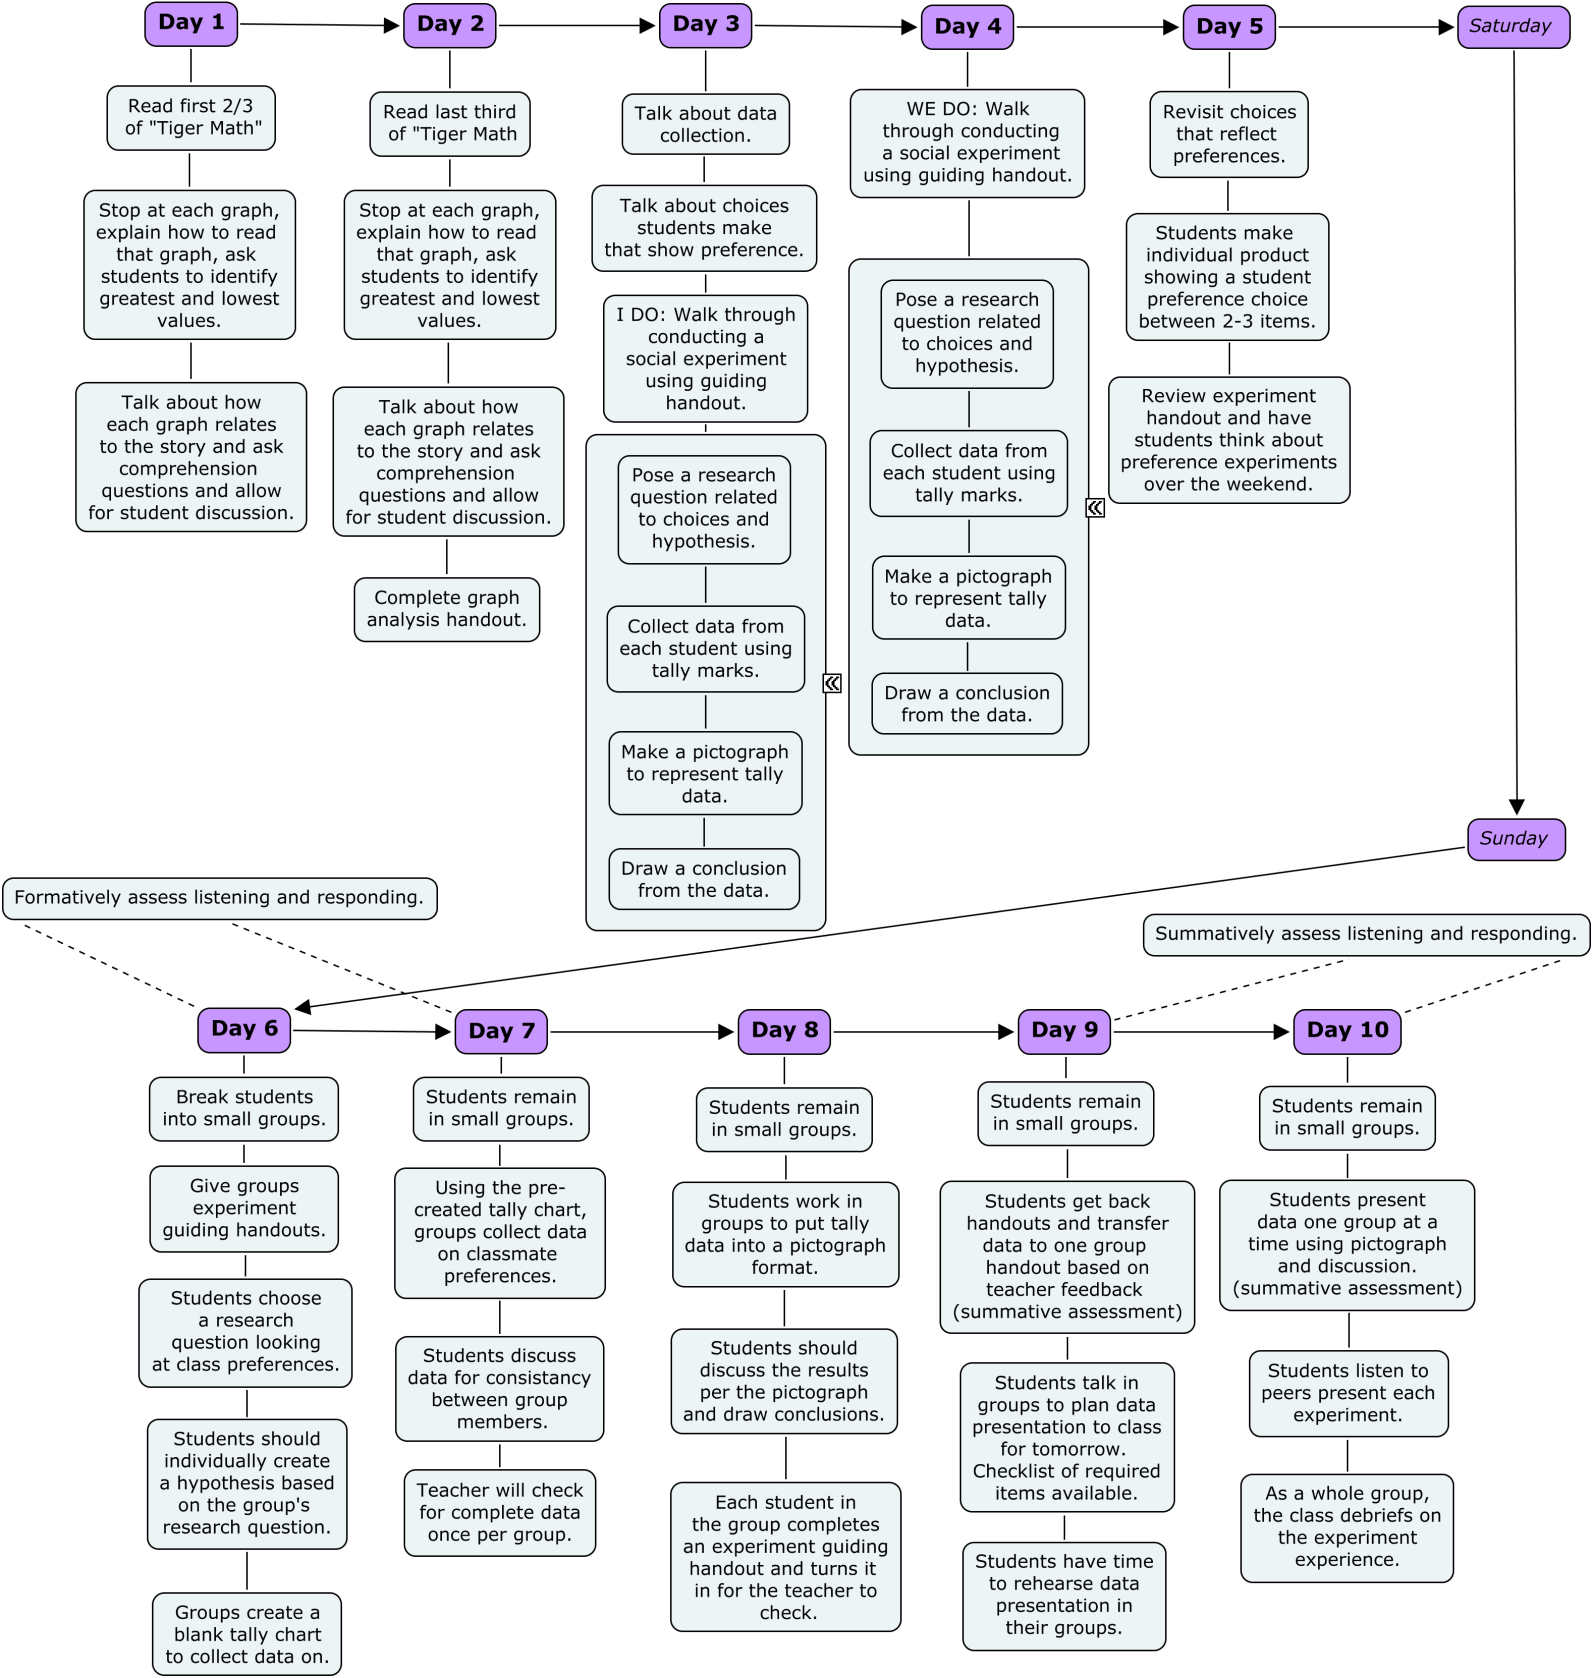 Day 1
Day 2
Day 3
Day 4
Day 5
Saturday
Read first 2/3
of "Tiger Math"
Stop at each graph,
explain how to read
that graph, ask
students to identify
greatest and lowest
values.
Talk about how
each graph relates
to the story and ask
comprehension
questions and allow
for student discussion.
Read last third
of "Tiger Math
Stop at each graph,
explain how to read
that graph, ask
students to identify
greatest and lowest
values.
Talk about how
each graph relates
to the story and ask
comprehension
questions and allow
for student discussion.
Complete graph
analysis handout.
Talk about data
collection.
Talk about choices
students make
that show preference.
I DO: Walk through
conducting a
social experiment
using guiding
handout.
Pose a research
question related
to choices and
hypothesis.
Collect data from
each student using
tally marks.
Make a pictograph
to represent tally
data.
Draw a conclusion
from the data.
WE DO: Walk
through conducting
a social experiment
using guiding handout.
Pose a research
question related
to choices and
hypothesis.
Collect data from
each student using
tally marks.
Make a pictograph
to represent tally
data.
Draw a conclusion
from the data.
Revisit choices
that reflect
preferences.
Students make
individual product
showing a student
preference choice
between 2-3 items.
Review experiment
handout and have
students think about
preference experiments
over the weekend.
Sunday
Formatively assess listening and responding.
Summatively assess listening and responding.
Day 6
Day 7
Day 8
Day 9
Day 10
Break students
into small groups.
Give groups
experiment
guiding handouts.
Students choose
a research
question looking
at class preferences.
Students should
individually create
a hypothesis based
on the group's
research question.
Groups create a
blank tally chart
to collect data on.
Students remain
in small groups.
Using the pre-
created tally chart,
groups collect data
on classmate
preferences.
Students discuss
data for consistancy
between group
members.
Teacher will check
for complete data
once per group.
Students remain
in small groups.
Students work in
groups to put tally
data into a pictograph
format.
Students should
discuss the results
per the pictograph
and draw conclusions.
Each student in
the group completes
an experiment guiding
handout and turns it
in for the teacher to
check.
Students remain
in small groups.
Students get back
handouts and transfer
data to one group
handout based on
teacher feedback
(summative assessment)
Students talk in
groups to plan data
presentation to class
for tomorrow.
Checklist of required
items available.
Students have time
to rehearse data
presentation in
their groups.
Students remain
in small groups.
Students present
data one group at a
time using pictograph
and discussion.
(summative assessment)
Students listen to
peers present each
experiment.
As a whole group,
the class debriefs on
the experiment
experience.